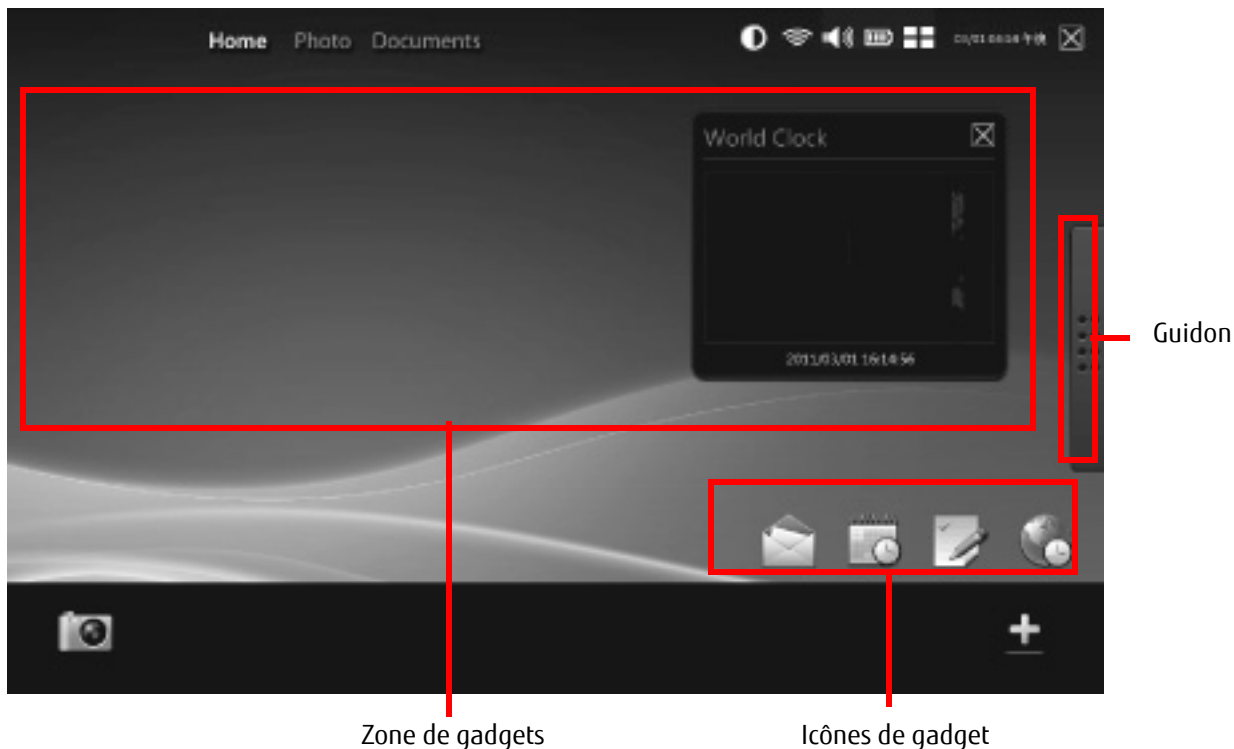 Home Photo Documents
World Clock
2011/03/01 16:14:56
Guidon
Zone de gadgets
Icônes de gadget